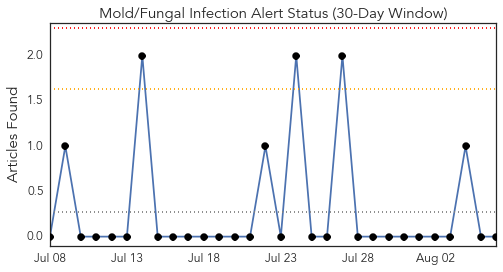 Mold/Fungal Infection Alert Status (30-Day Window)
Articles Found
2.0
1.5
1.0
0.5
0.0
Jul 08 Jul 13 Jul 18 Jul 23 Jul 28 Aug 02